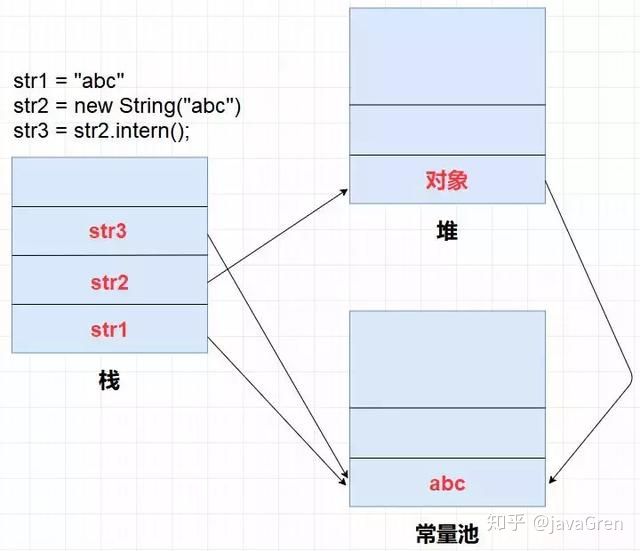 str1 = "abc"
str2 = new String("abc")
str3 = str2.intern();
对象
堆
str3
str2
str1
栈
abc
常量池
知乎 @javaGren